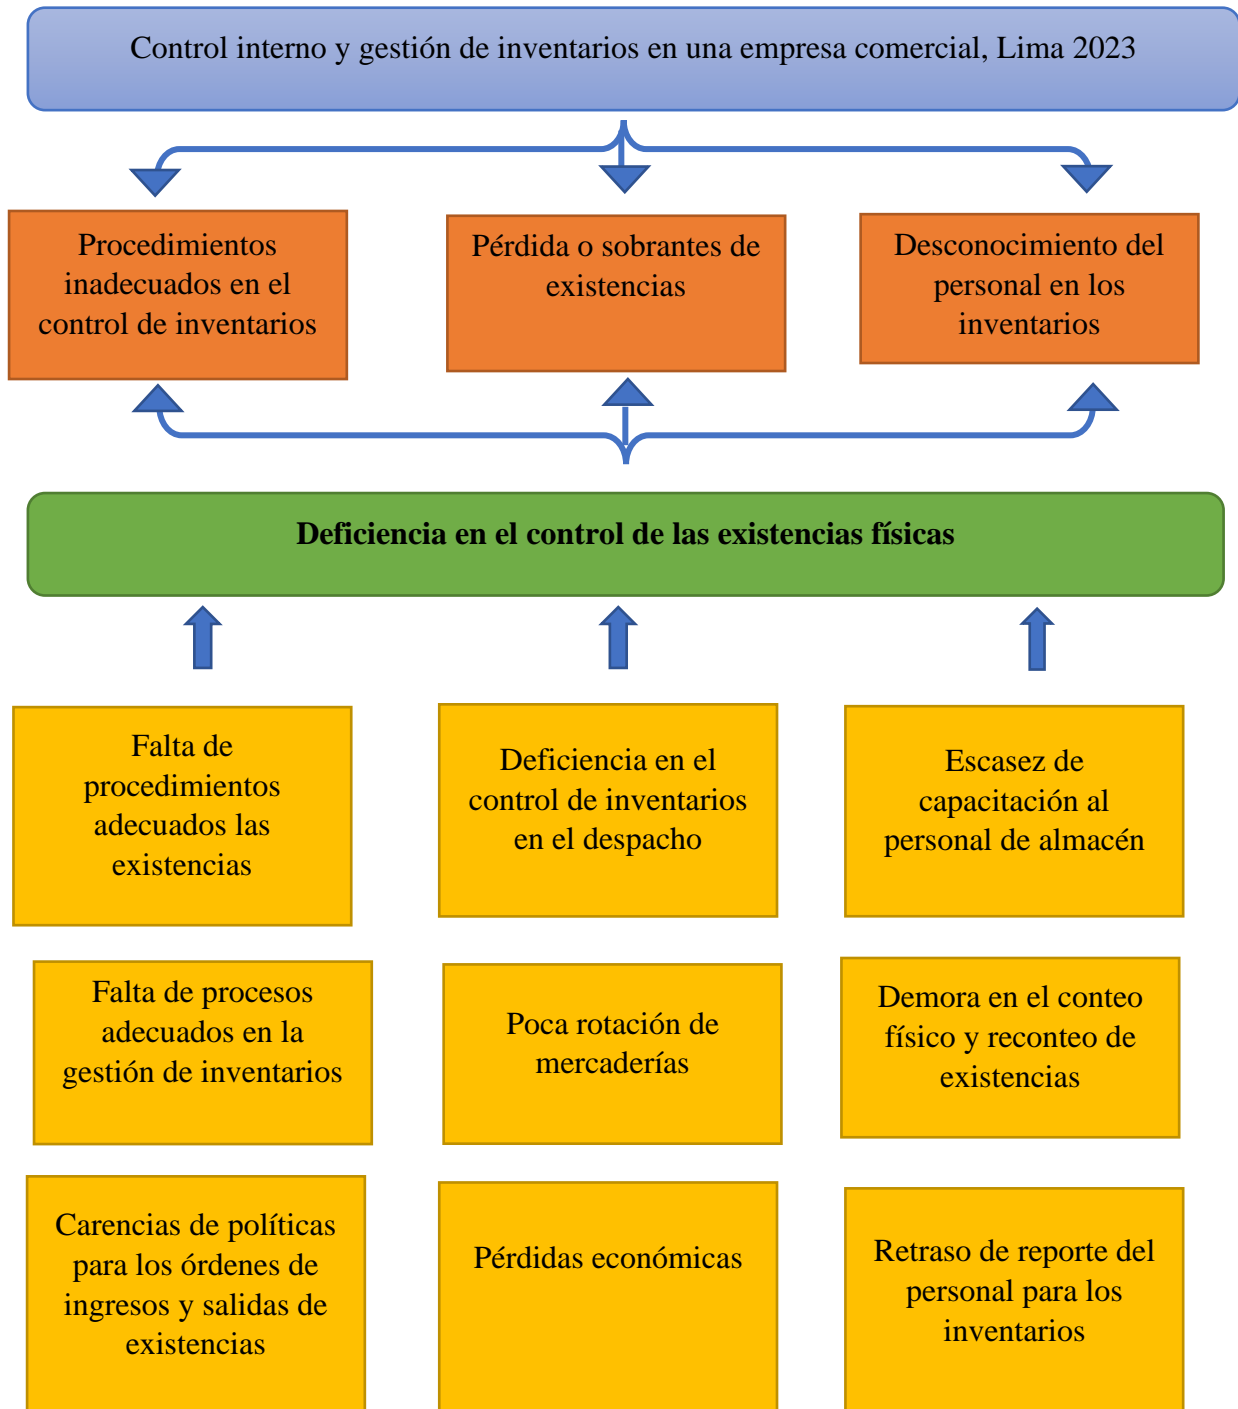 Control interno y gestión de inventarios en una empresa comercial, Lima 2023
Procedimientos
inadecuados en el
control de inventarios
Pérdida o sobrantes de
existencias
Desconocimiento del
personal en los
inventarios
Deficiencia en el control de las existencias físicas
Falta de
procedimientos
adecuados las
existencias
Deficiencia en el
control de inventarios
en el despacho
Escasez de
capacitación al
personal de almacén
Falta de procesos
adecuados en la
gestión de inventarios
Poca rotación de
mercaderías
Demora en el conteo
físico y reconteo de
existencias
Carencias de políticas
para los órdenes de
ingresos y salidas de
existencias
Pérdidas económicas
Retraso de reporte del
personal para los
inventarios